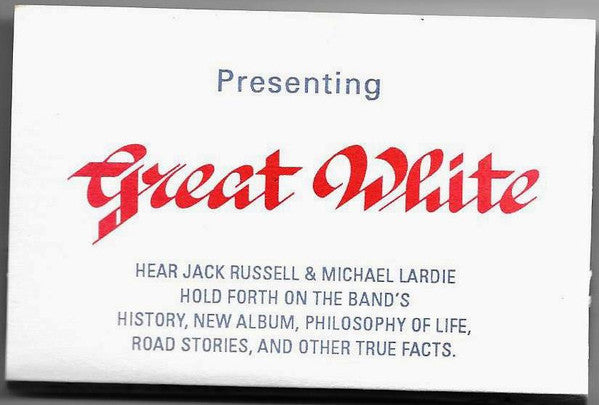 Presenting
Great White
HEAR JACK RUSSELL & MICHAEL LARDIE
HOLD FORTH ON THE BAND'S
HISTORY, NEW ALBUM, PHILOSOPHY OF LIFE,
ROAD STORIES, AND OTHER TRUE FACTS.